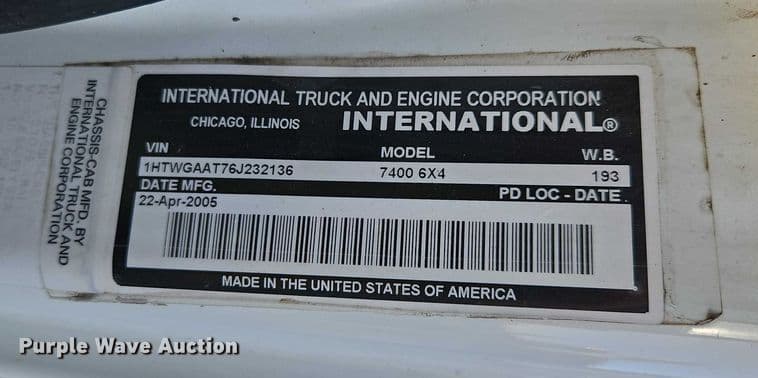 CHASSIS-CAB MFD. BY
INTERNATIONAL TRUCK AND
ENGINE CORPORATION
INTERNATIONAL TRUCK AND ENGINE CORPORATION
CHICAGO, ILLINOIS INTERNATIONAL®
VIN MODEL W.B.
1HTWGAAT76J232136 7400 6X4 193
DATE MFG. PD LOC - DATE
22-Apr-2005
MADE IN THE UNITED STATES OF AMERICA
Purple Wave Auction